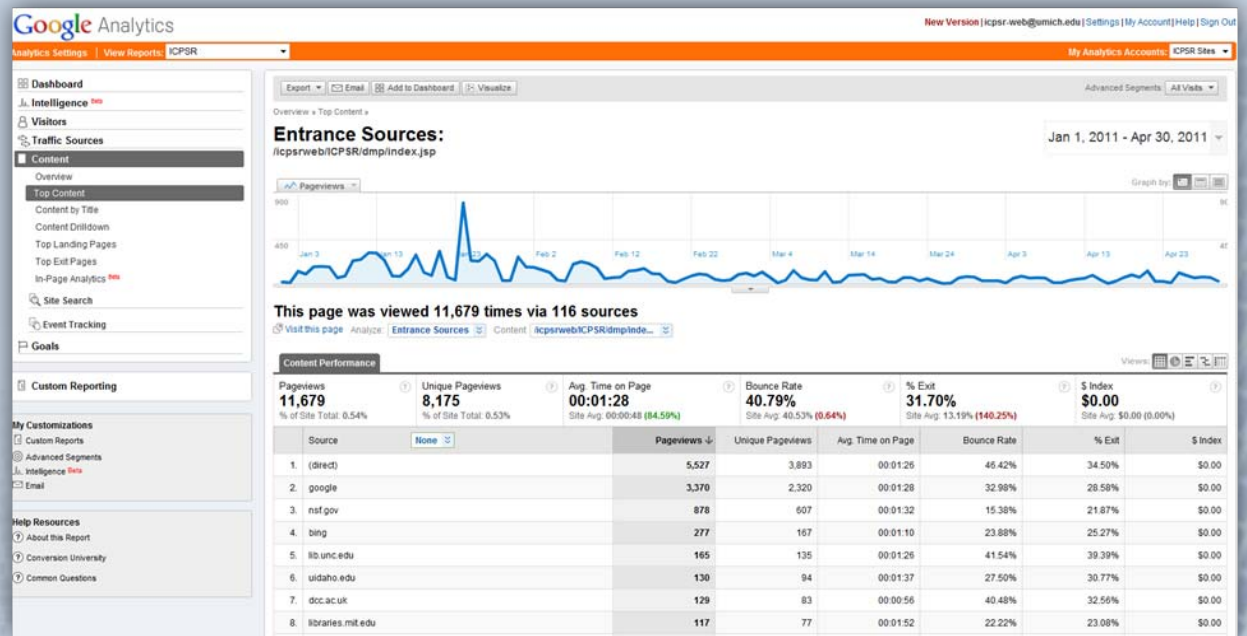 Google Analytics
New Version | icpsr-web@umich.edu | Settings | My Account | Help | Sign Out
Analytics Settings | View Reports: ICPSR
My Analytics Accounts: ICPSR Sites
Dashboard
Intelligence Beta
Visitors
Traffic Sources
Content
Overview
Top Content
Content by Title
Content Drilldown
Top Landing Pages
Top Exit Pages
In-Page Analytics Beta
Site Search
Event Tracking
Goals
Custom Reporting
My Customizations
Custom Reports
Advanced Segments
Intelligence Beta
Email
Help Resources
About this Report
Conversion University
Common Questions
Export Email Add to Dashboard Visualize
Advanced Segments: All Visits
Overview » Top Content »
Entrance Sources:
/icpsrweb/ICPSR/dmp/index.jsp
Jan 1, 2011 - Apr 30, 2011
Pageviews
Graph by:
900
450
Jan 3 Jan 13 Jan 23 Feb 2 Feb 12 Feb 22 Mar 4 Mar 14 Mar 24 Apr 3 Apr 13 Apr 23
This page was viewed 11,679 times via 116 sources
Visit this page Analyze: Entrance Sources Content: /icpsrweb/ICPSR/dmp/inde...
Content Performance
Views:
Pageviews Unique Pageviews Avg. Time on Page Bounce Rate % Exit $ Index
11,679 8,175 00:01:28 40.79% 31.70% $0.00
% of Site Total: 0.54% % of Site Total: 0.53% Site Avg: 00:00:48 (84.59%) Site Avg: 40.53% (0.64%) Site Avg: 13.19% (140.25%) Site Avg: $0.00 (0.00%)
Source None Pageviews ↓ Unique Pageviews Avg. Time on Page Bounce Rate % Exit $ Index
1. (direct) 5,527 3,893 00:01:26 46.42% 34.50% $0.00
2. google 3,370 2,320 00:01:28 32.98% 28.58% $0.00
3. nsf.gov 878 607 00:01:32 15.38% 21.87% $0.00
4. bing 277 167 00:01:10 23.88% 25.27% $0.00
5. lib.unc.edu 165 135 00:01:26 41.54% 39.39% $0.00
6. uidaho.edu 130 94 00:01:37 27.50% 30.77% $0.00
7. dcc.ac.uk 129 83 00:00:56 40.48% 32.56% $0.00
8. libraries.mit.edu 117 77 00:01:52 22.22% 23.08% $0.00